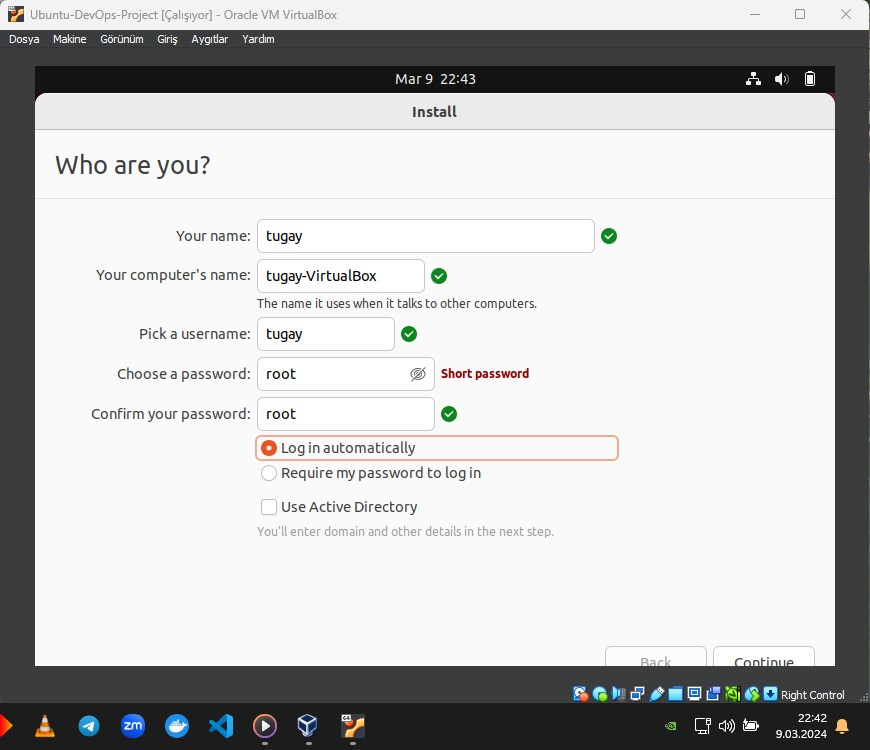 Ubuntu-DevOps-Project [Çalışıyor] - Oracle VM VirtualBox
Dosya Makine Görünüm Giriş Aygıtlar Yardım
Mar 9 22:43
Install
Who are you?
Your name: tugay
Your computer's name: tugay-VirtualBox
The name it uses when it talks to other computers.
Pick a username: tugay
Choose a password: root Short password
Confirm your password: root
Log in automatically
Require my password to log in
Use Active Directory
You'll enter domain and other details in the next step.
Back Continue
Right Control
zm 64 22:42
9.03.2024